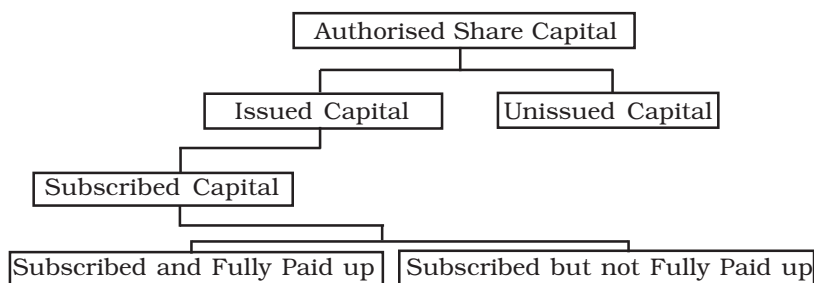 Authorised Share Capital
Issued Capital
Unissued Capital
Subscribed Capital
Subscribed and Fully Paid up
Subscribed but not Fully Paid up